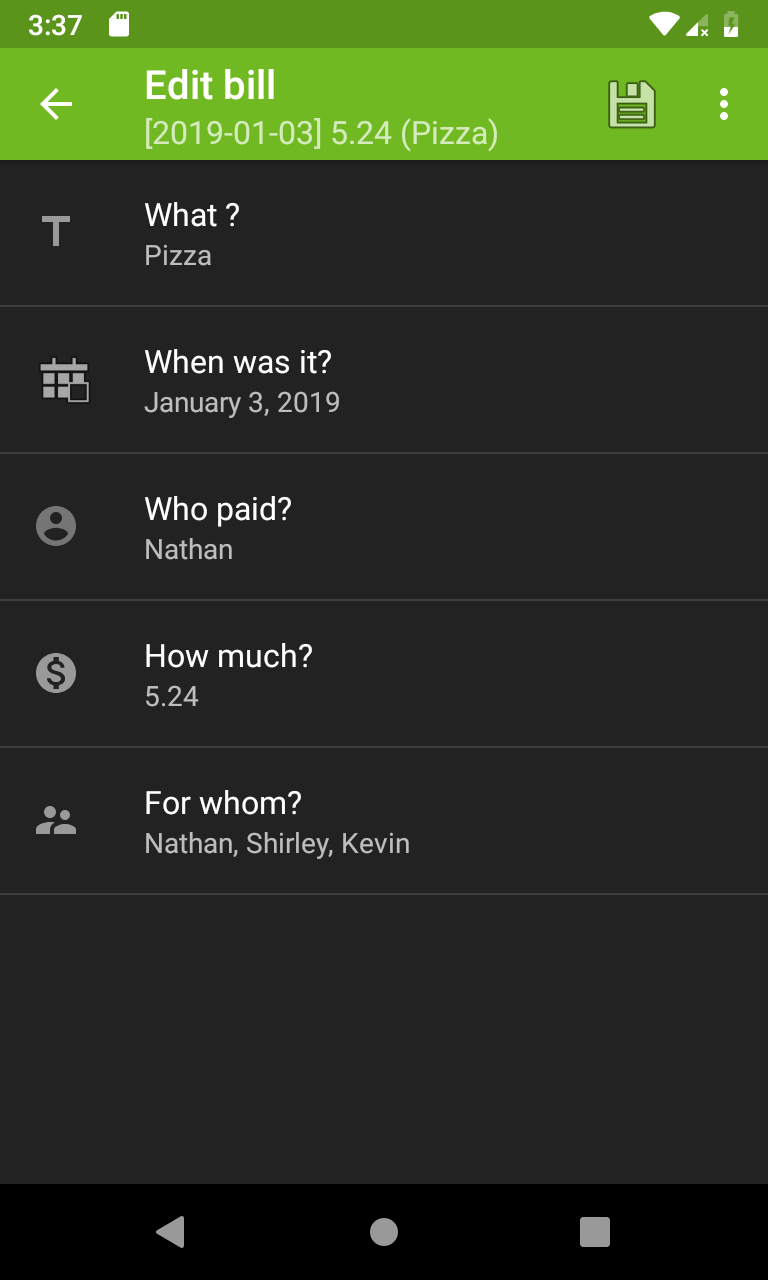 3:37
Edit bill
[2019-01-03] 5.24 (Pizza)
What ?
Pizza
When was it?
January 3, 2019
Who paid?
Nathan
How much?
5.24
For whom?
Nathan, Shirley, Kevin